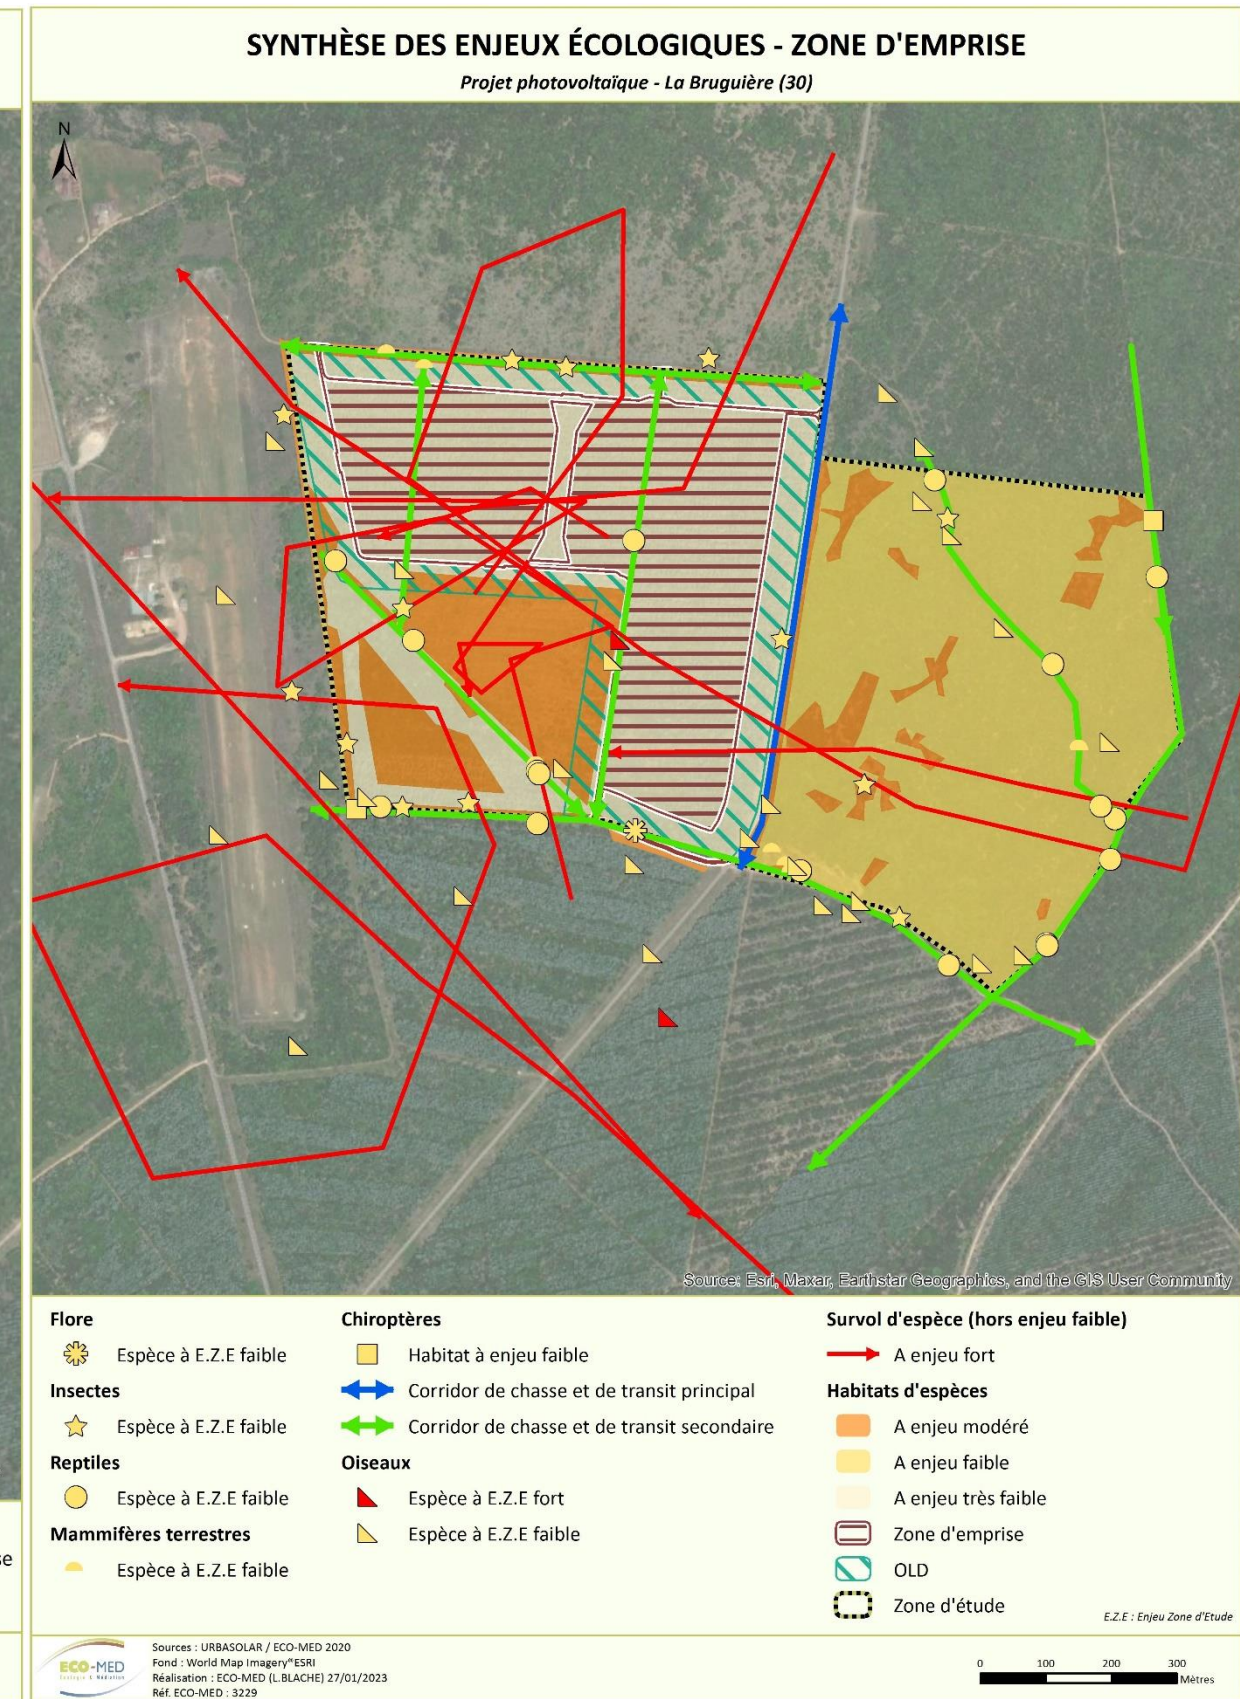 SYNTHÈSE DES ENJEUX ÉCOLOGIQUES - ZONE D'EMPRISE
Projet photovoltaïque - La Bruguière (30)
N
Source: Esri, Maxar, Earthstar Geographics, and the GIS User Community
Flore
Espèce à E.Z.E faible
Insectes
Espèce à E.Z.E faible
Reptiles
Espèce à E.Z.E faible
Mammifères terrestres
Espèce à E.Z.E faible
Chiroptères
Habitat à enjeu faible
Corridor de chasse et de transit principal
Corridor de chasse et de transit secondaire
Oiseaux
Espèce à E.Z.E fort
Espèce à E.Z.E faible
Survol d'espèce (hors enjeu faible)
A enjeu fort
Habitats d'espèces
A enjeu modéré
A enjeu faible
A enjeu très faible
Zone d'emprise
OLD
Zone d'étude
E.Z.E : Enjeu Zone d'Etude
se
ECO-MED
Sources : URBASOLAR / ECO-MED 2020
Fond : World Map Imagery"ESRI
Réalisation : ECO-MED (L.BLACHE) 27/01/2023
Réf. ECO-MED : 3229
0 100 200 300
Mètres